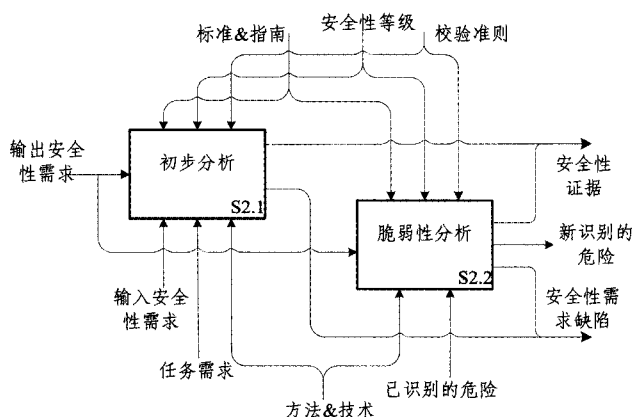 标准&指南
安全性等级
校验准则
输出安全
性需求
初步分析
S2.1
安全性
证据
脆弱性分析
S2.2
新识别的
危险
输入安全
性需求
安全性需
求缺陷
任务需求
已识别的危险
方法&技术